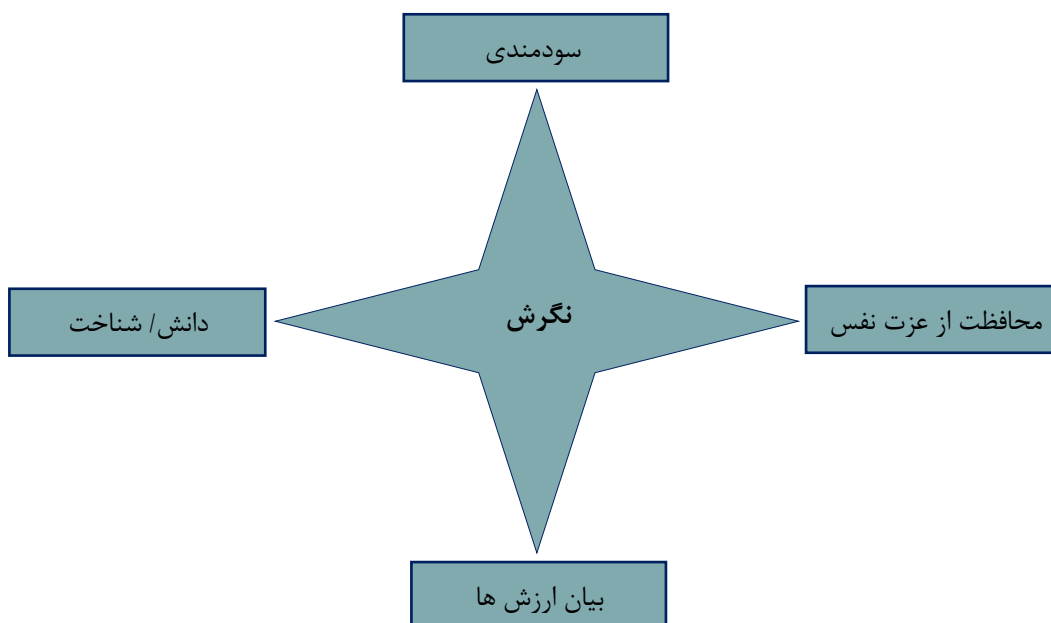 سودمندی
محافظت از عزت نفس
نگرش
دانش/ شناخت
بیان ارزش ها